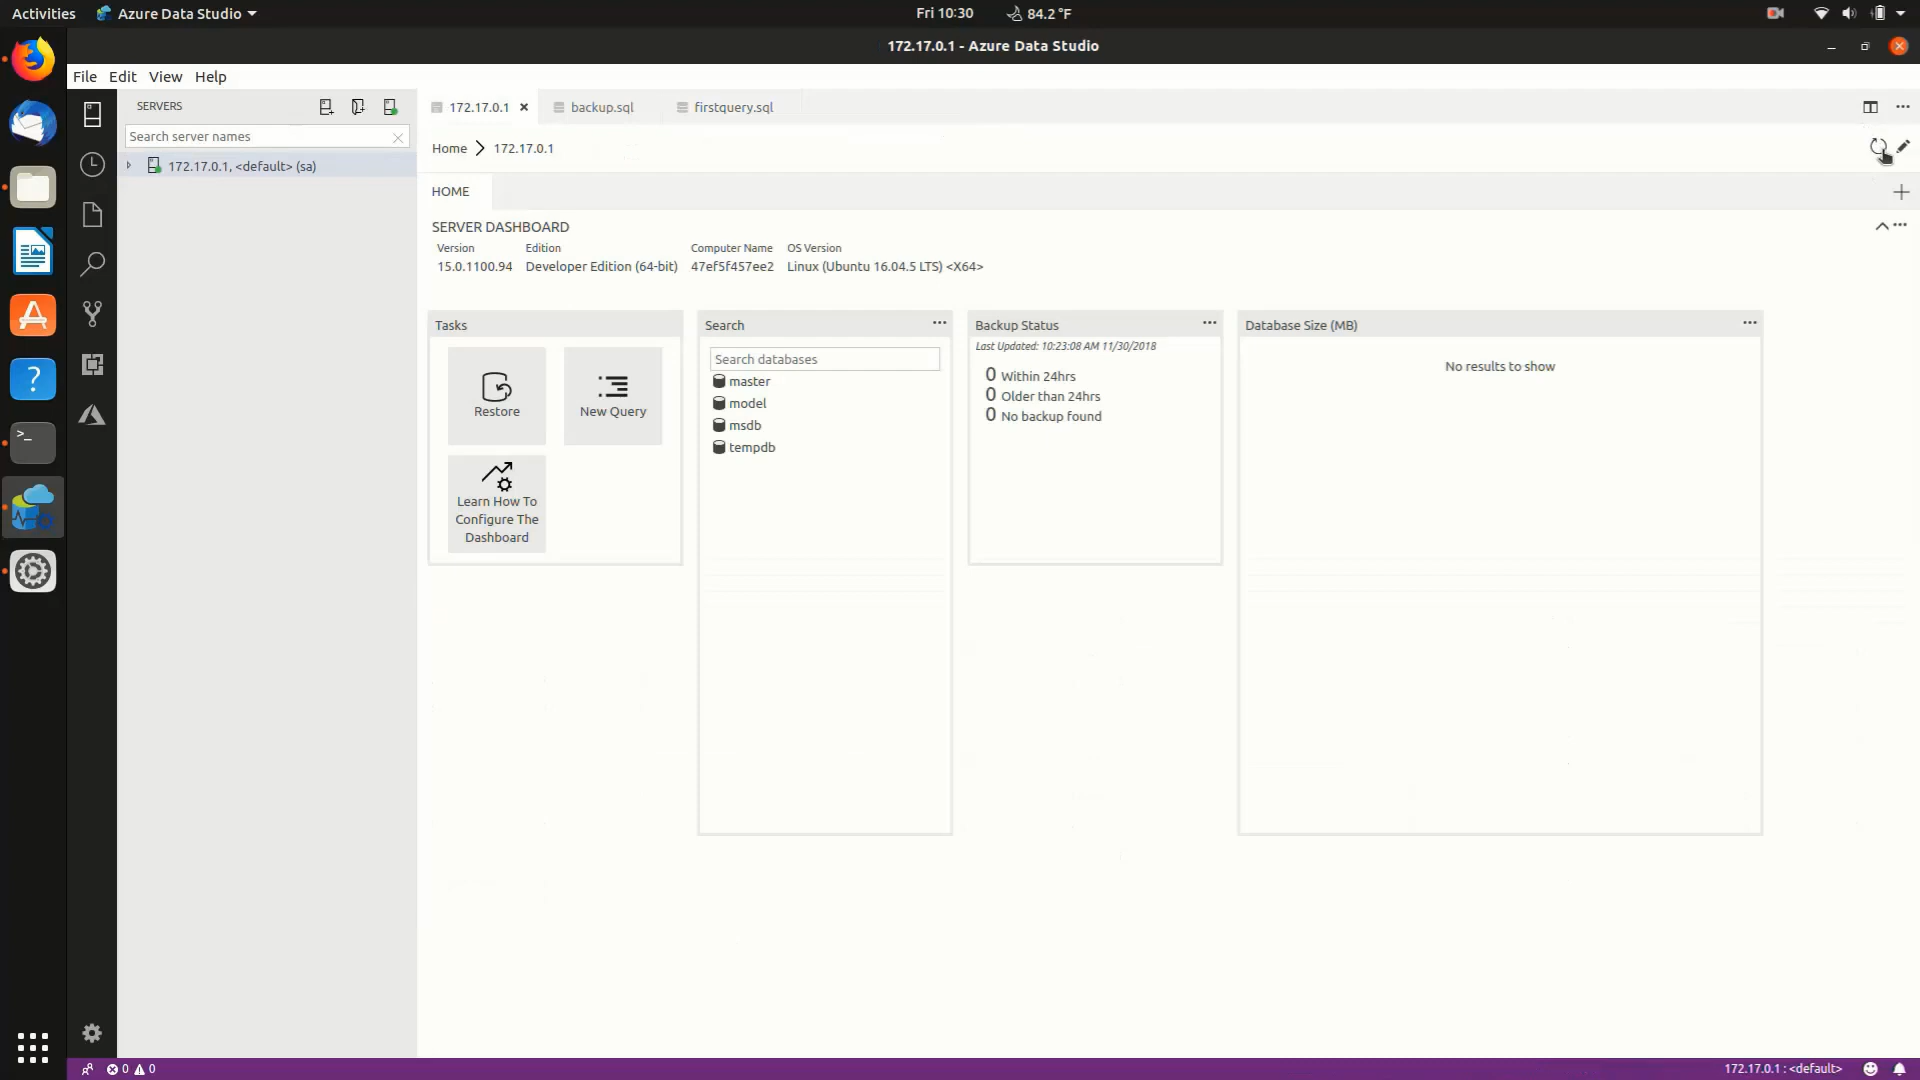 Activities Azure Data Studio Fri 10:30 84.2 °F
172.17.0.1 - Azure Data Studio
File Edit View Help
SERVERS
172.17.0.1 backup.sql firstquery.sql
Search server names
Home 172.17.0.1
172.17.0.1, <default> (sa)
HOME
SERVER DASHBOARD
Version Edition Computer Name OS Version
15.0.1100.94 Developer Edition (64-bit) 47ef5f457ee2 Linux (Ubuntu 16.04.5 LTS) <X64>
Tasks
Restore
New Query
Learn How To
Configure The
Dashboard
Search
Search databases
master
model
msdb
tempdb
Backup Status
Last Updated: 10:23:08 AM 11/30/2018
0 Within 24hrs
0 Older than 24hrs
0 No backup found
Database Size (MB)
No results to show
0 0
172.17.0.1 : <default>